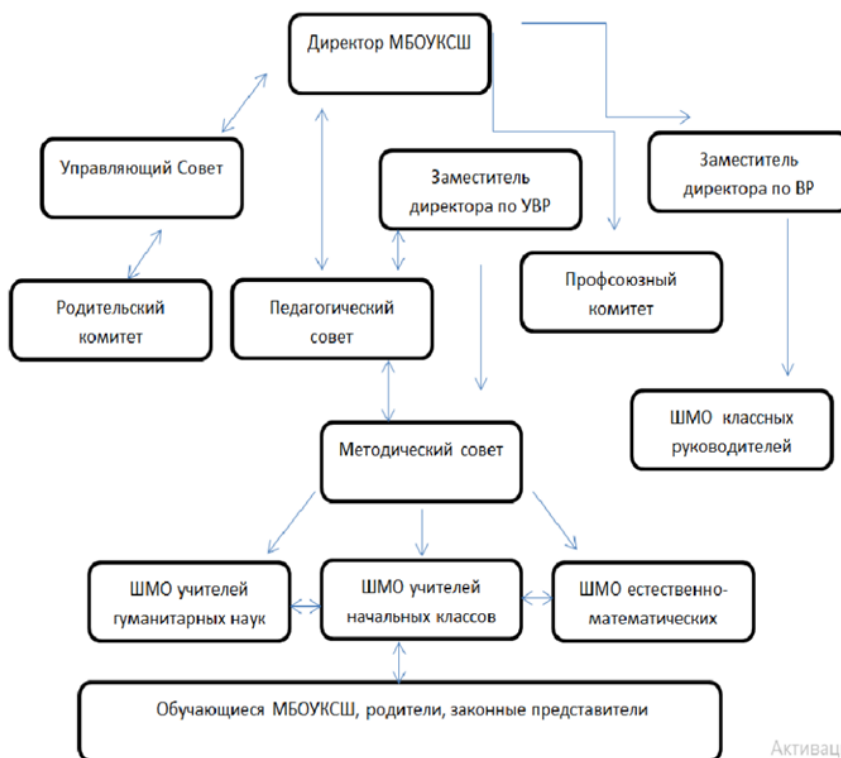 Директор МБОУКСШ
Управляющий Совет
Заместитель
директора по УВР
Заместитель
директора по ВР
Родительский
комитет
Педагогический
совет
Профсоюзный
комитет
ШМО классных
руководителей
Методический совет
ШМО учителей
гуманитарных наук
ШМО учителей
начальных классов
ШМО естественно-
математических
Обучающиеся МБОУКСШ, родители, законные представители
Активац